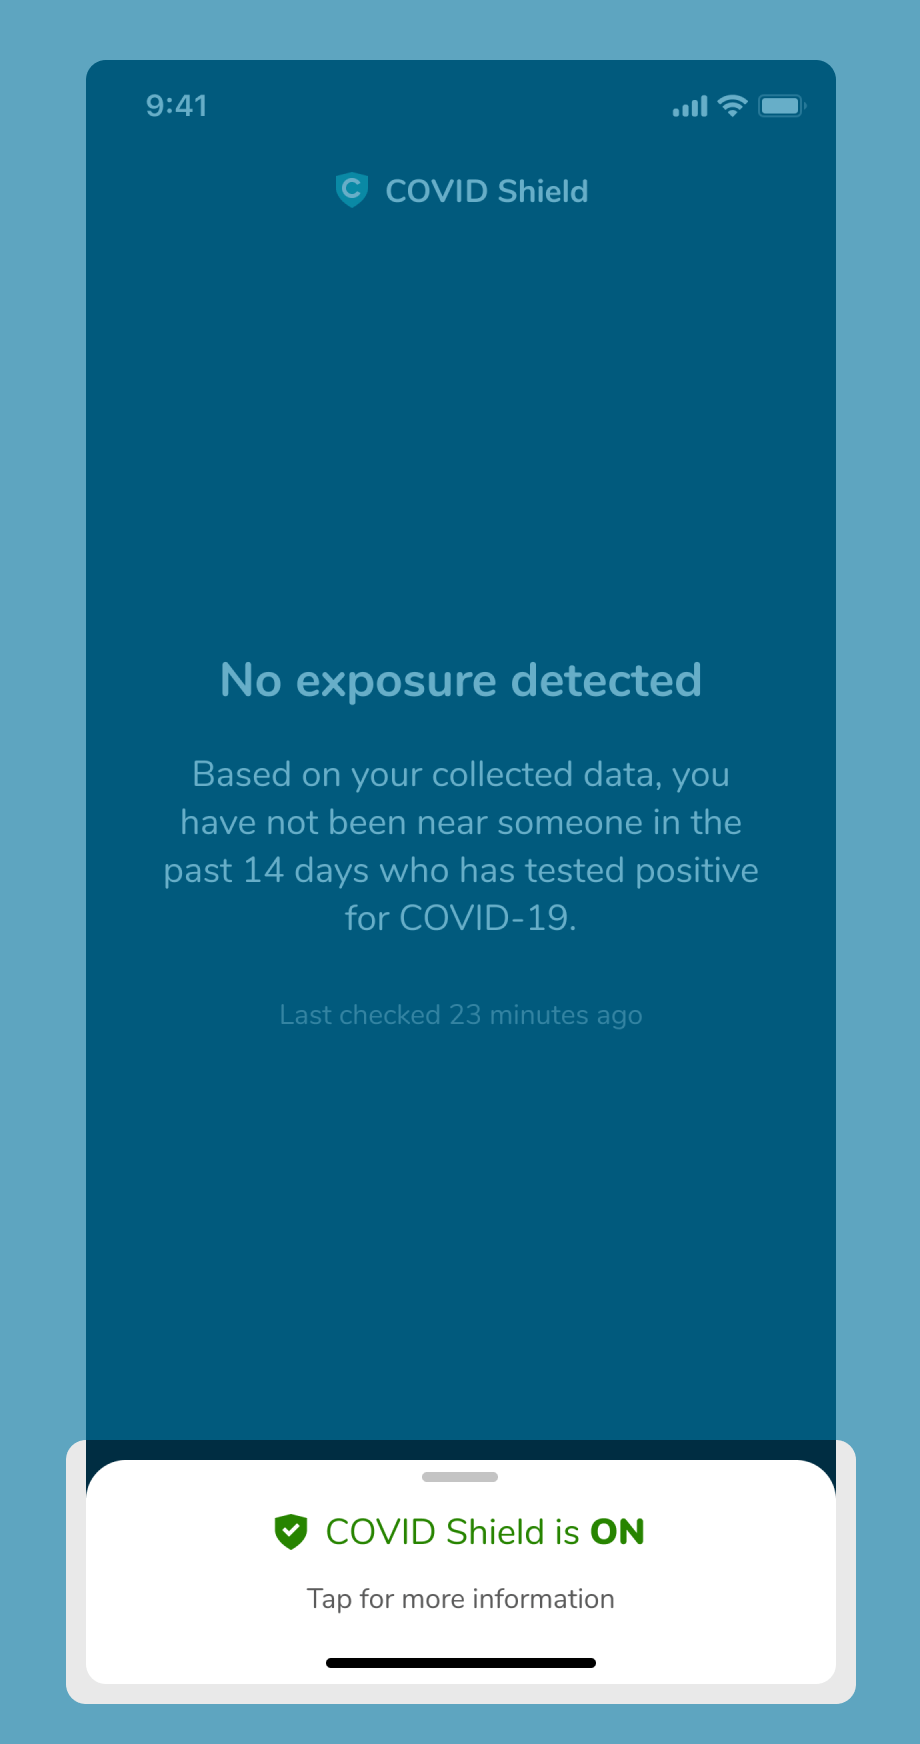 9:41
COVID Shield
No exposure detected
Based on your collected data, you
have not been near someone in the
past 14 days who has tested positive
for COVID-19.
Last checked 23 minutes ago
COVID Shield is ON
Tap for more information